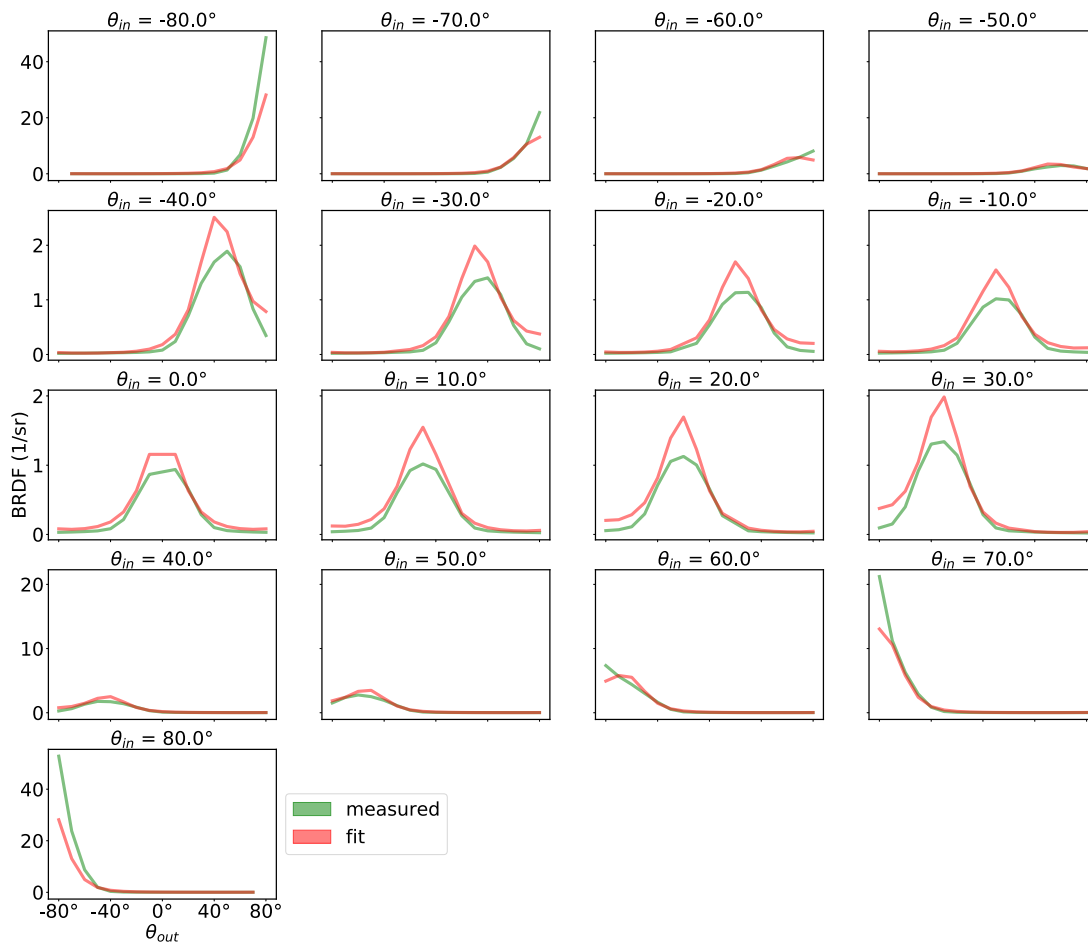 θin = -80.0°
θin = -70.0°
θin = -60.0°
θin = -50.0°
40
20
0
θin = -40.0°
θin = -30.0°
θin = -20.0°
θin = -10.0°
2
1
0
θin = 0.0°
θin = 10.0°
θin = 20.0°
θin = 30.0°
2
1
0
BRDF (1/sr)
θin = 40.0°
θin = 50.0°
θin = 60.0°
θin = 70.0°
20
10
0
θin = 80.0°
40
20
0
-80° -40° 0° 40° 80°
θout
measured
fit